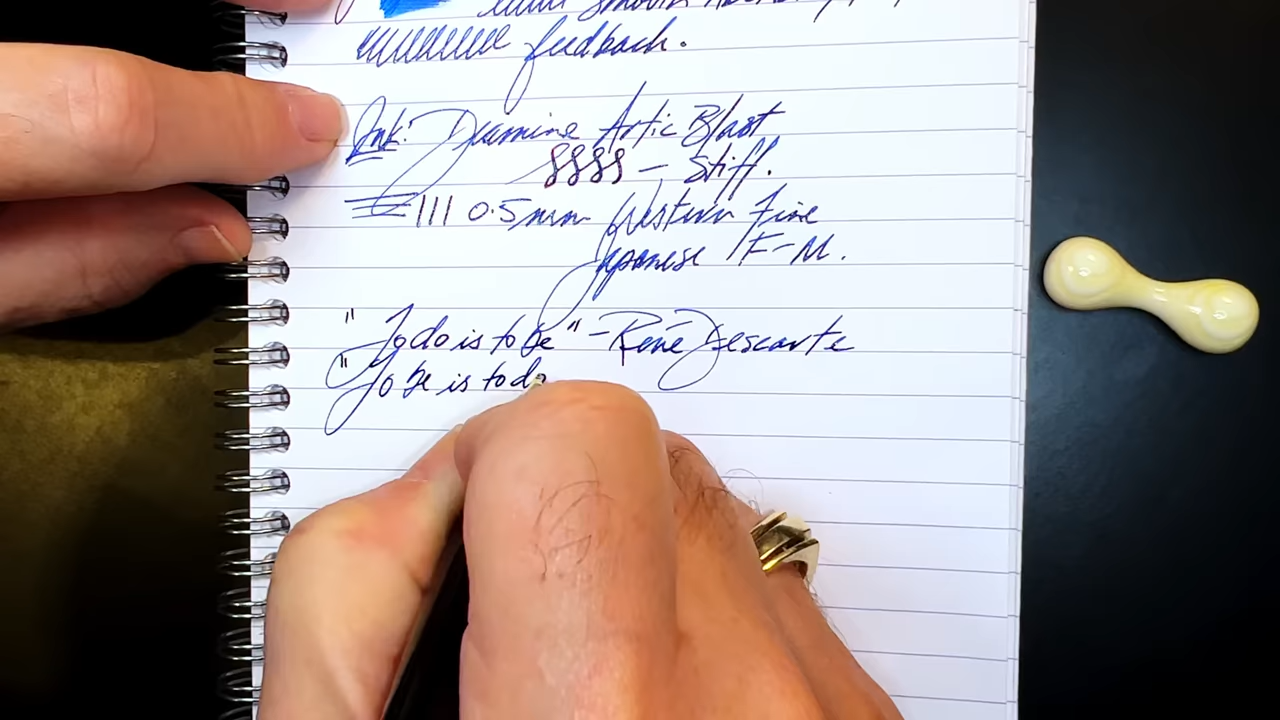 smooth
feedback.
Ink: Diamine Artic Blast
§§§§ – Stiff.
111 0.5mm Western Fine
Japanese F-M.
"To do is to be" – René Descarte
"To be is to do